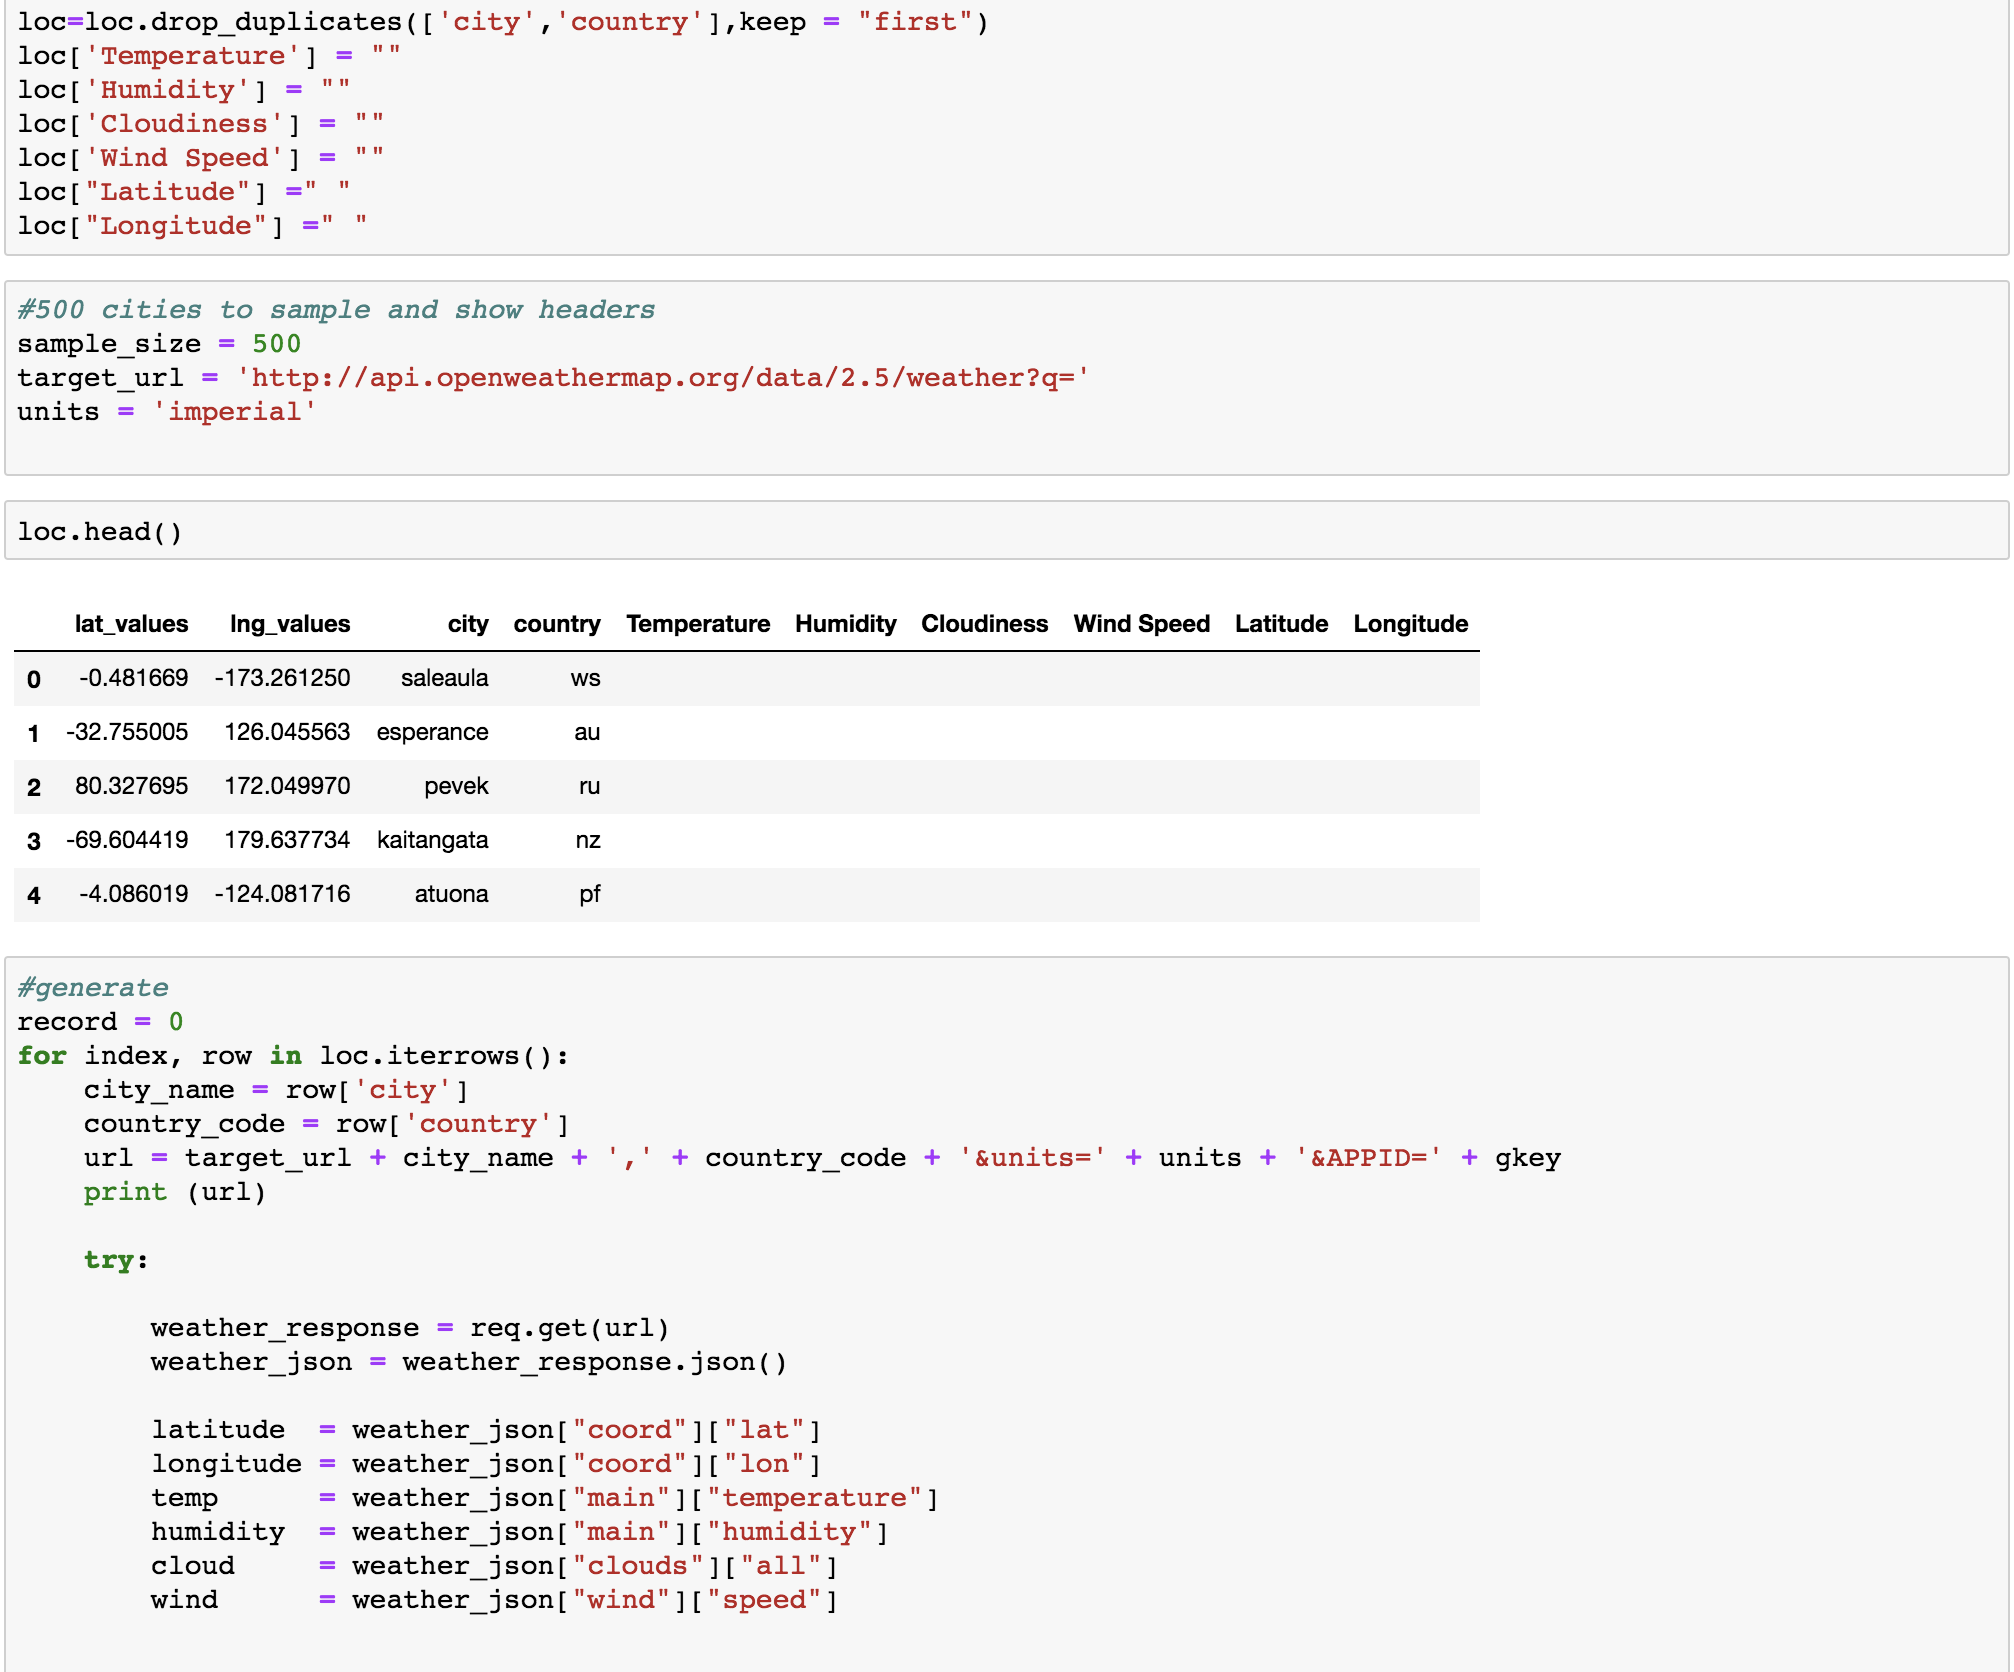 loc=loc.drop_duplicates(['city','country'],keep = "first")
loc['Temperature'] = ""
loc['Humidity'] = ""
loc['Cloudiness'] = ""
loc['Wind Speed'] = ""
loc["Latitude"] =" "
loc["Longitude"] =" "
#500 cities to sample and show headers
sample_size = 500
target_url = 'http://api.openweathermap.org/data/2.5/weather?q='
units = 'imperial'
loc.head()
lat_values lng_values city country Temperature Humidity Cloudiness Wind Speed Latitude Longitude
0 -0.481669 -173.261250 saleaula ws
1 -32.755005 126.045563 esperance au
2 80.327695 172.049970 pevek ru
3 -69.604419 179.637734 kaitangata nz
4 -4.086019 -124.081716 atuona pf
#generate
record = 0
for index, row in loc.iterrows():
    city_name = row['city']
    country_code = row['country']
    url = target_url + city_name + ',' + country_code + '&units=' + units + '&APPID=' + gkey
    print (url)
    try:
        weather_response = req.get(url)
        weather_json = weather_response.json()
        latitude  = weather_json["coord"]["lat"]
        longitude = weather_json["coord"]["lon"]
        temp      = weather_json["main"]["temperature"]
        humidity  = weather_json["main"]["humidity"]
        cloud     = weather_json["clouds"]["all"]
        wind      = weather_json["wind"]["speed"]